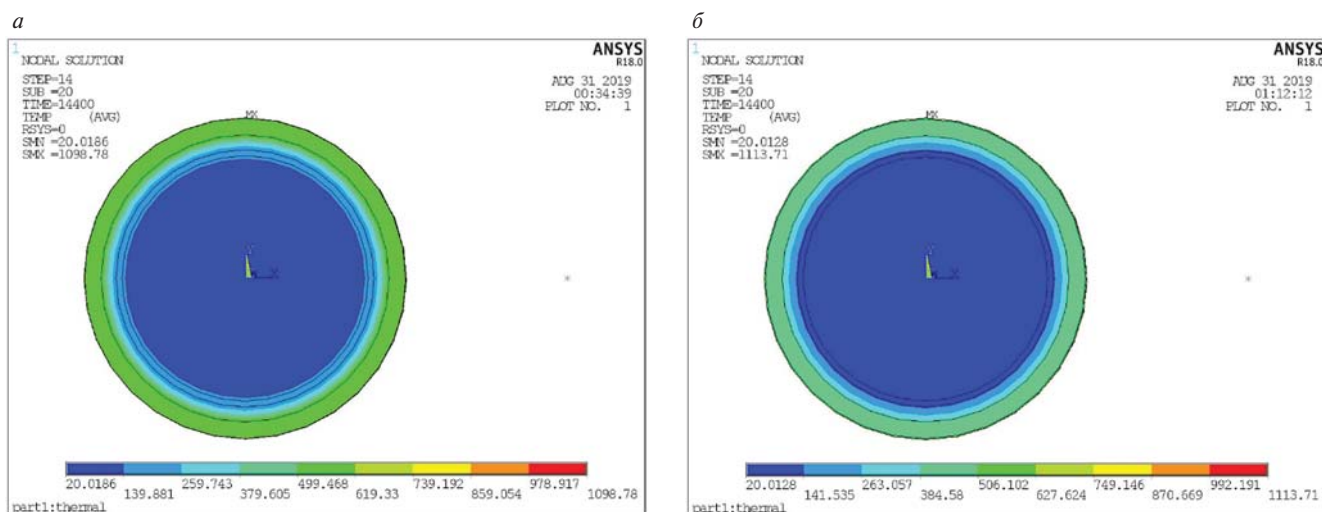 а
1
NODAL SOLUTION
STEP=14
SUB =20
TIME=14400
TEMP (AVG)
RSYS=0
SMN =20.0186
SMX =1098.78
ANSYS
R18.0
AUG 31 2019
00:34:39
PLOT NO. 1
MX
Y
X
20.0186 259.743 499.468 739.192 978.917
139.881 379.605 619.33 859.054 1098.78
part1:thermal
б
1
NODAL SOLUTION
STEP=14
SUB =20
TIME=14400
TEMP (AVG)
RSYS=0
SMN =20.0128
SMX =1113.71
ANSYS
R18.0
AUG 31 2019
01:12:12
PLOT NO. 1
MX
X
20.0128 263.057 506.102 749.146 992.191
141.535 384.58 627.624 870.669 1113.71
part1:thermal